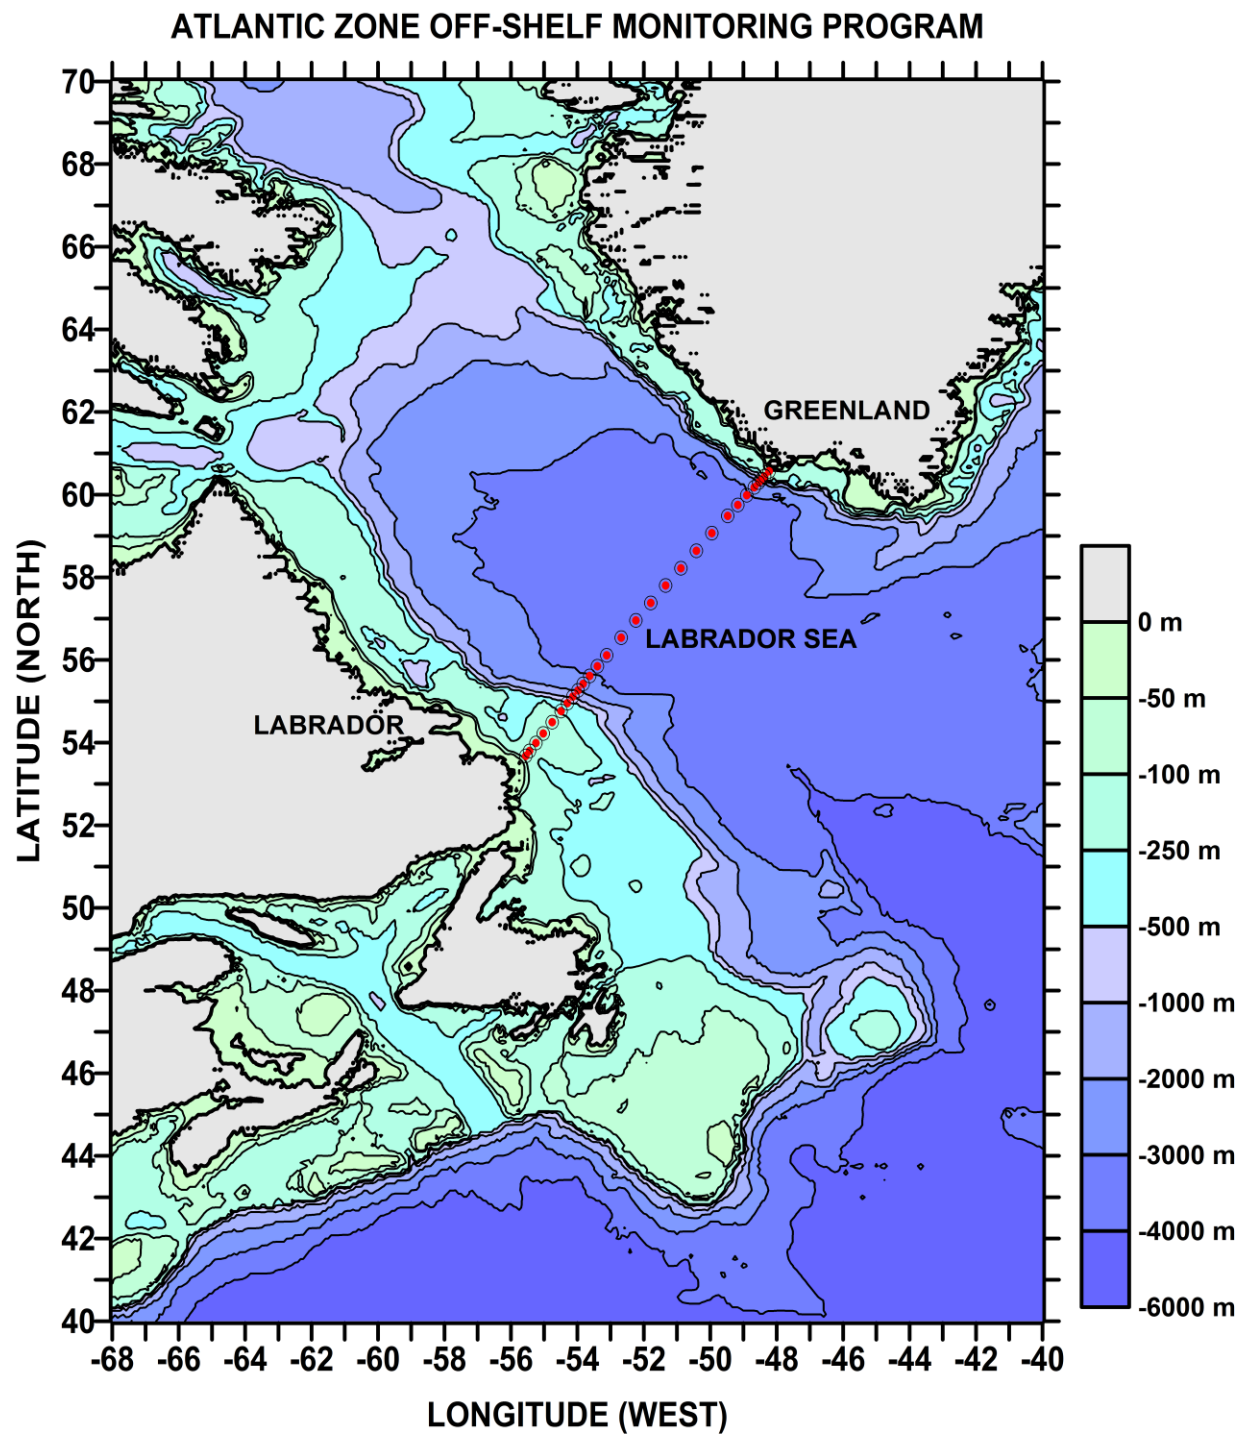 ATLANTIC ZONE OFF-SHELF MONITORING PROGRAM
70
68
66
64
62
60
58
56
54
52
50
48
46
44
42
40
LATITUDE (NORTH)
GREENLAND
LABRADOR SEA
LABRADOR
0 m
-50 m
-100 m
-250 m
-500 m
-1000 m
-2000 m
-3000 m
-4000 m
-6000 m
-68 -66 -64 -62 -60 -58 -56 -54 -52 -50 -48 -46 -44 -42 -40
LONGITUDE (WEST)